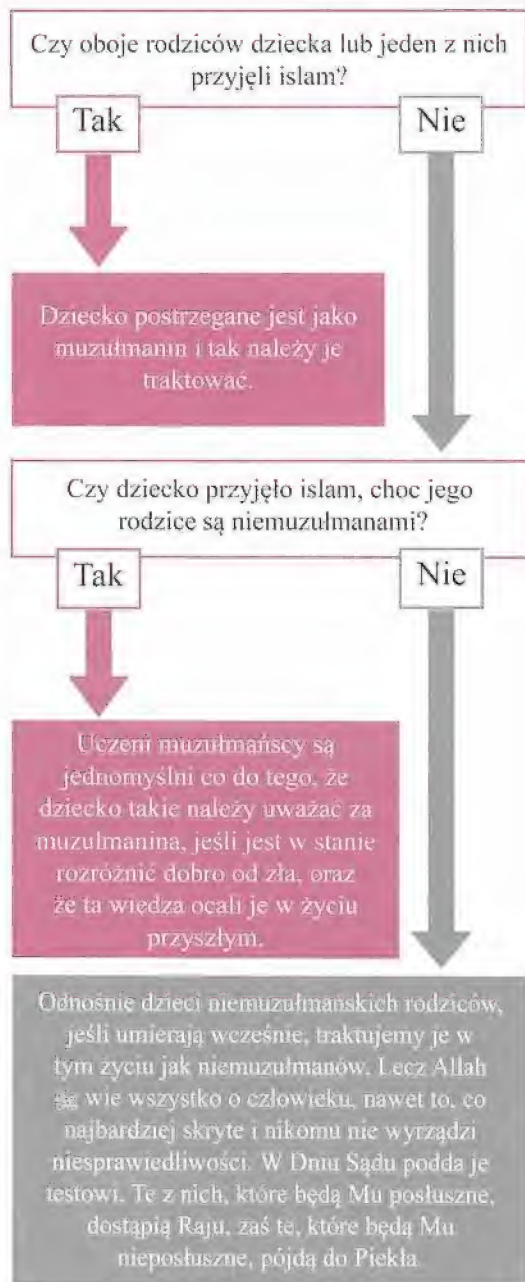 Czy oboje rodziców dziecka lub jeden z nich
przyjęli islam?
Tak
Nie
Dziecko postrzegane jest jako
muzułmanin i tak należy je
traktować.
Czy dziecko przyjęło islam, choc jego
rodzice są niemuzułmanami?
Tak
Nie
Uczeni muzułmańscy są
jednomyślni co do tego, że
dziecko takie należy uważać za
muzulmanina, jeśli jest w stanie
rozróżnić dobro od zła, oraz
że ta wiedza ocali je w życiu
przyszłym.
Odnośnie dzieci niemuzułmanskich rodziców,
jeśli umierają wcześnie, traktujemy je w
tym życiu jak niemuzułmanów. Lecz Allah
wie wszystko o człowieku, nawet to, co
najbardziej skryte i nikomu nie wyrządzi
niesprawiedliwości. W Dniu Sądu podda je
testowi. Te z nich, które będą Mu posłuszne,
dostąpią Raju, zaś te, które będą Mu
nieposłuszne, pójdą do Piekła